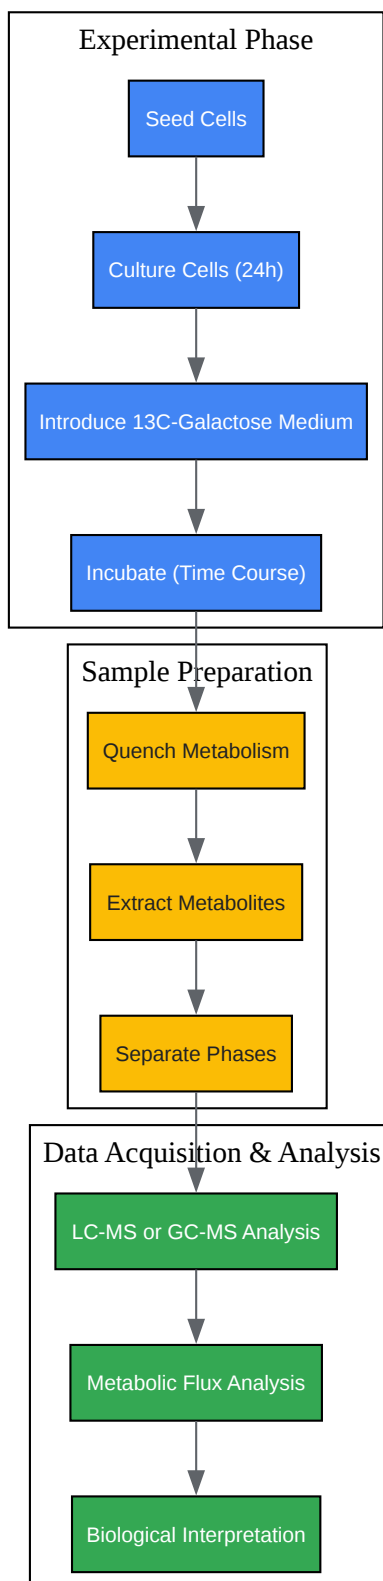 Experimental Phase
Seed Cells
Culture Cells (24h)
Introduce 13C-Galactose Medium
Incubate (Time Course)
Sample Preparation
Quench Metabolism
Extract Metabolites
Separate Phases
Data Acquisition & Analysis
LC-MS or GC-MS Analysis
Metabolic Flux Analysis
Biological Interpretation